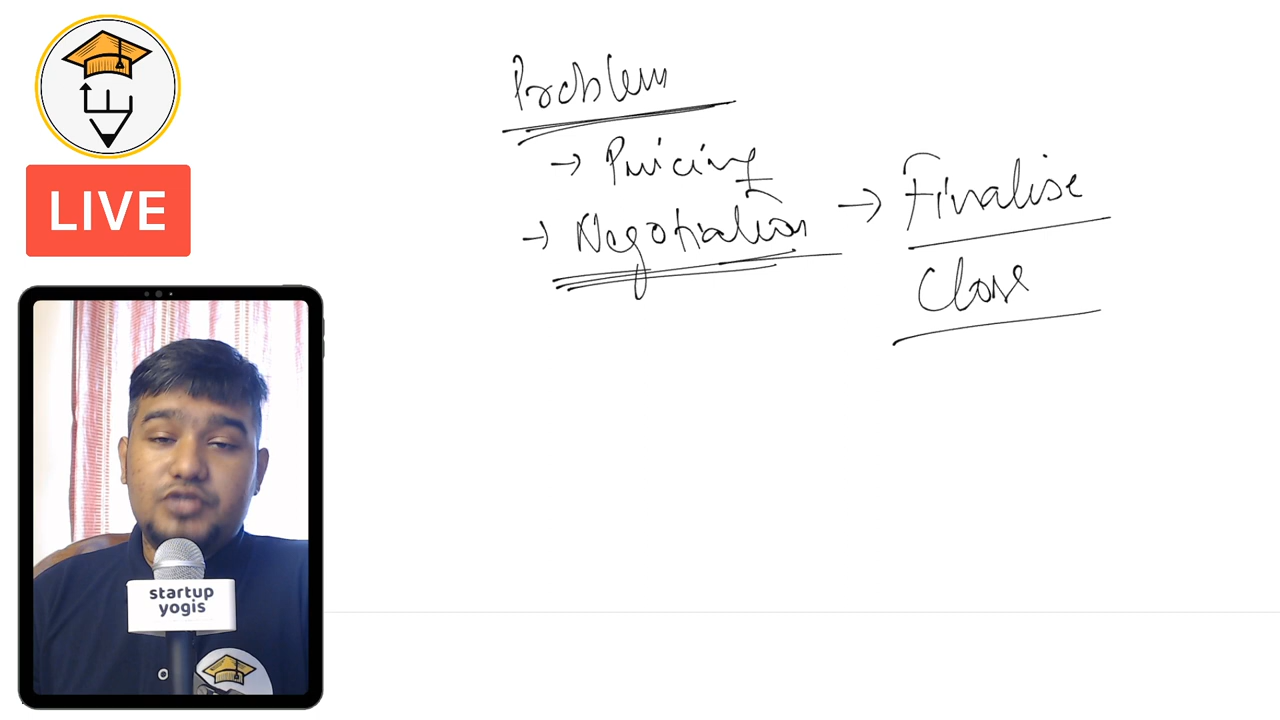 LIVE
Problem
→ Pricing
→ Negotiation → Finalise
Close
startup
yogis